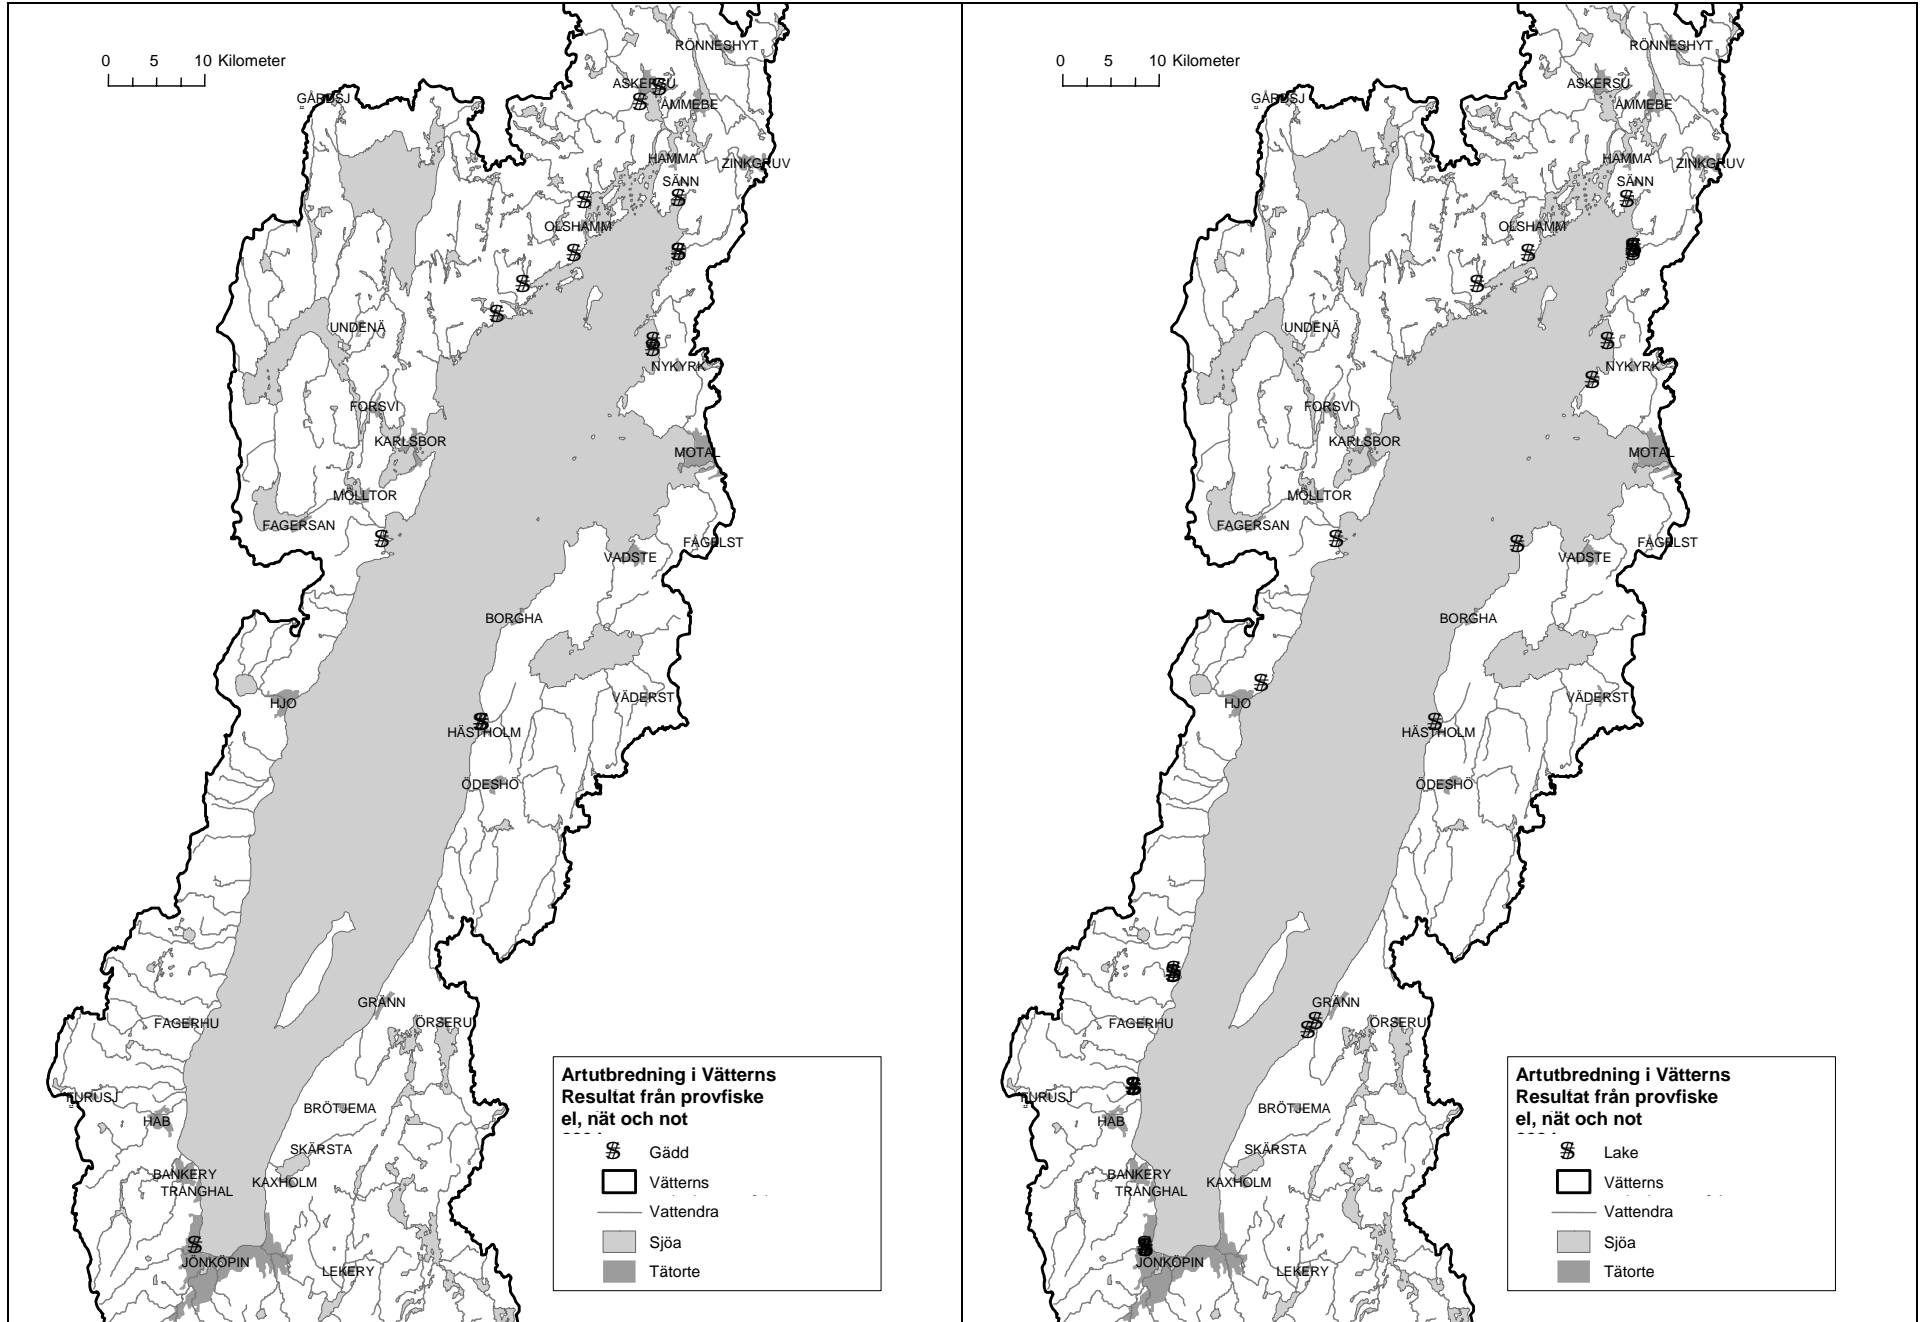 RÖNNESHYT
0 5 10 Kilometer
ASKERSU
GÅRDSJ
ÅMMEBE
HAMMA
ZINKGRUV
SÄNN
OLSHAMM
UNDENÄ
NYKYRK
FORSVI
KARLSBOR
MOTAL
MÖLLTOR
FAGERSAN
FÅGELST
VADSTE
BORGHA
VÄDERST
HJO
HÄSTHOLM
ÖDESHÖ
GRÄNN
FAGERHU
ÖRSERU
FURUSJ
BRÖTJEMA
HAB
SKÄRSTA
BANKERY
KAXHOLM
TRÅNGHAL
JÖNKÖPIN
LEKERY
Artutbredning i Vätterns
Resultat från provfiske
el, nät och not
Gädd
Vätterns
Vattendra
Sjöa
Tätorte
RÖNNESHYT
0 5 10 Kilometer
ASKERSU
GÅRDSJ
ÅMMEBE
HAMMA
ZINKGRUV
SÄNN
OLSHAMM
UNDENÄ
NYKYRK
FORSVI
KARLSBOR
MOTAL
MÖLLTOR
FAGERSAN
FÅGELST
VADSTE
BORGHA
VÄDERST
HJO
HÄSTHOLM
ÖDESHÖ
GRÄNN
FAGERHU
ÖRSERU
FURUSJ
BRÖTJEMA
HAB
SKÄRSTA
BANKERY
KAXHOLM
TRÅNGHAL
JÖNKÖPIN
LEKERY
Artutbredning i Vätterns
Resultat från provfiske
el, nät och not
Lake
Vätterns
Vattendra
Sjöa
Tätorte